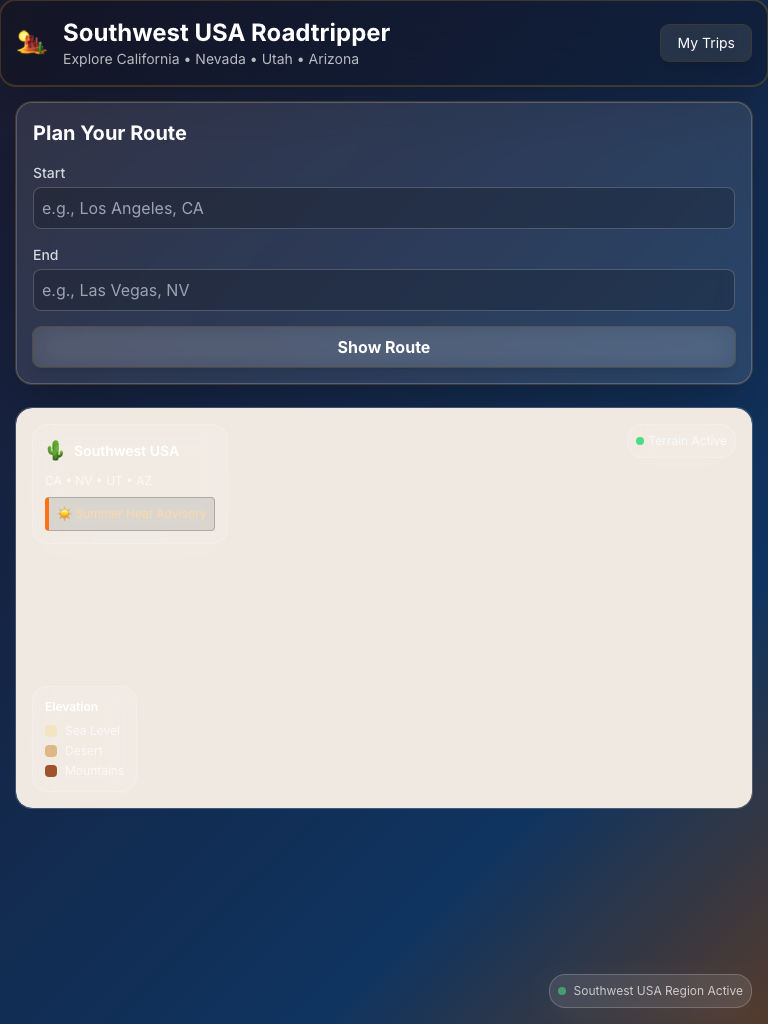 Southwest USA Roadtripper
Explore California • Nevada • Utah • Arizona
My Trips
Plan Your Route
Start
e.g., Los Angeles, CA
End
e.g., Las Vegas, NV
Show Route
Southwest USA
CA • NV • UT • AZ
Summer Heat Advisory
Terrain Active
Elevation
Sea Level
Desert
Mountains
Southwest USA Region Active